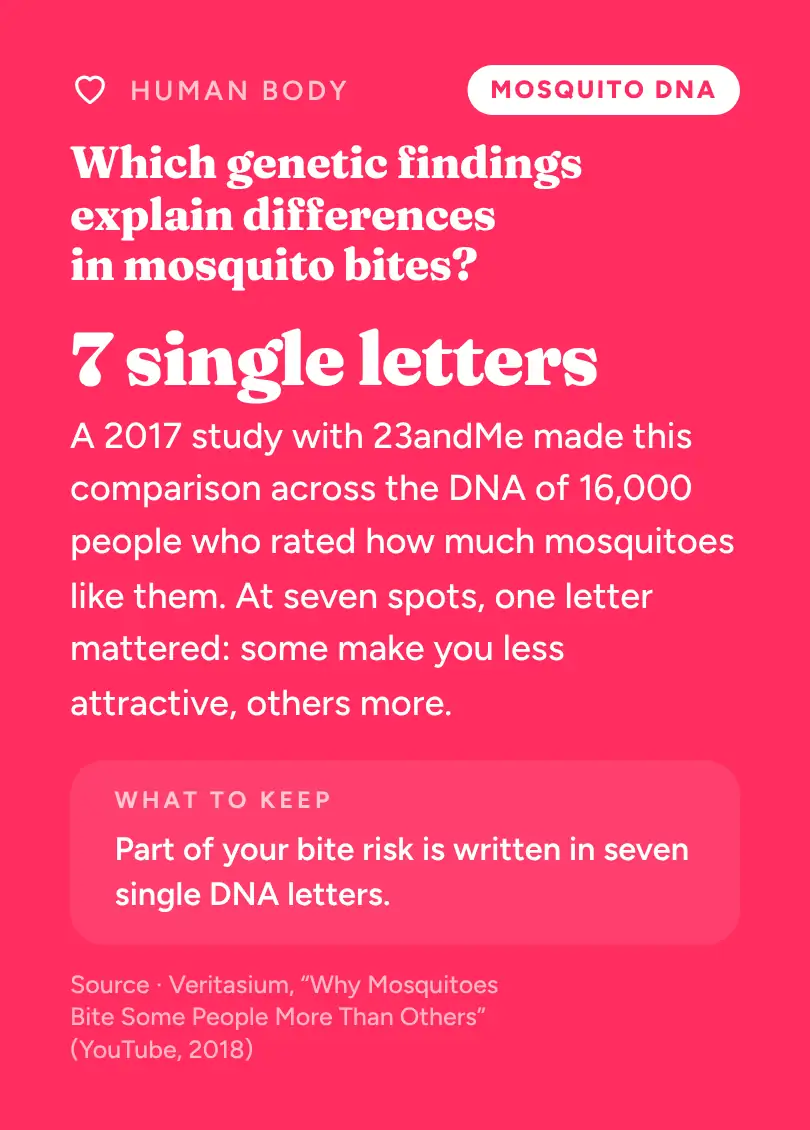 HUMAN BODY
MOSQUITO DNA
Which genetic findings
explain differences
in mosquito bites?
7 single letters
A 2017 study with 23andMe made this
comparison across the DNA of 16,000
people who rated how much mosquitoes
like them. At seven spots, one letter
mattered: some make you less
attractive, others more.
WHAT TO KEEP
Part of your bite risk is written in seven
single DNA letters.
Source · Veritasium, “Why Mosquitoes
Bite Some People More Than Others”
(YouTube, 2018)